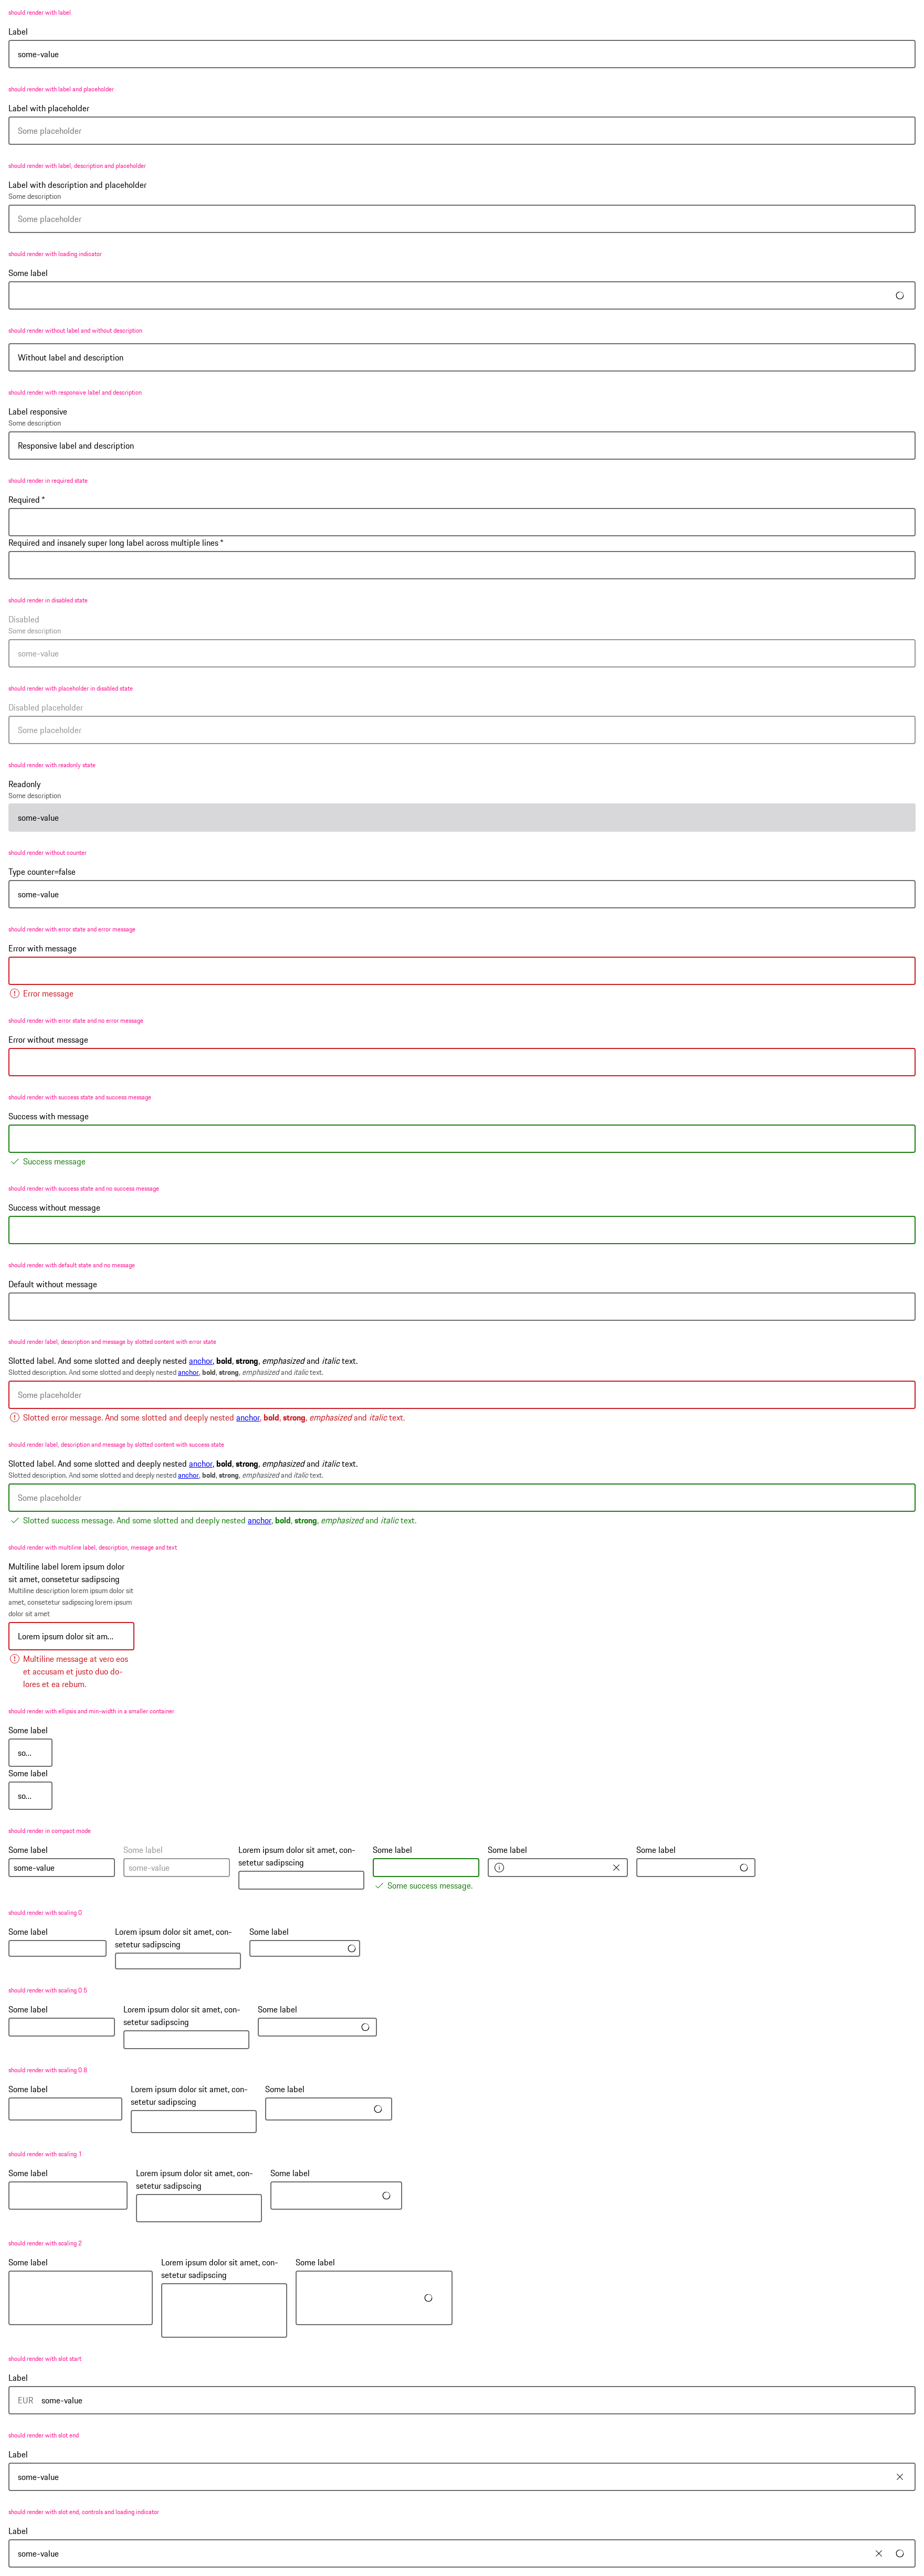 should render with label
Label
some-value
should render with label and placeholder
Label with placeholder
Some placeholder
should render with label, description and placeholder
Label with description and placeholder
Some description
Some placeholder
should render with loading indicator
Some label
should render without label and without description
Without label and description
should render with responsive label and description
Label responsive
Some description
Responsive label and description
should render in required state
Required *
Required and insanely super long label across multiple lines *
should render in disabled state
Disabled
Some description
some-value
should render with placeholder in disabled state
Disabled placeholder
Some placeholder
should render with readonly state
Readonly
Some description
some-value
should render without counter
Type counter=false
some-value
should render with error state and error message
Error with message
Error message
should render with error state and no error message
Error without message
should render with success state and success message
Success with message
Success message
should render with success state and no success message
Success without message
should render with default state and no message
Default without message
should render label, description and message by slotted content with error state
Slotted label. And some slotted and deeply nested anchor, bold, strong, emphasized and italic text.
Slotted description. And some slotted and deeply nested anchor, bold, strong, emphasized and italic text.
Some placeholder
Slotted error message. And some slotted and deeply nested anchor, bold, strong, emphasized and italic text.
should render label, description and message by slotted content with success state
Slotted label. And some slotted and deeply nested anchor, bold, strong, emphasized and italic text.
Slotted description. And some slotted and deeply nested anchor, bold, strong, emphasized and italic text.
Some placeholder
Slotted success message. And some slotted and deeply nested anchor, bold, strong, emphasized and italic text.
should render with multiline label, description, message and text
Multiline label lorem ipsum dolor
sit amet, consetetur sadipscing
Multiline description lorem ipsum dolor sit
amet, consetetur sadipscing lorem ipsum
dolor sit amet
Lorem ipsum dolor sit am...
Multiline message at vero eos
et accusam et justo duo do-
lores et ea rebum.
should render with ellipsis and min-width in a smaller container
Some label
so...
Some label
so...
should render in compact mode
Some label
some-value
Some label
some-value
Lorem ipsum dolor sit amet, con-
setetur sadipscing
Some label
Some success message.
Some label
Some label
should render with scaling 0
Some label
Lorem ipsum dolor sit amet, con-
setetur sadipscing
Some label
should render with scaling 0.5
Some label
Lorem ipsum dolor sit amet, con-
setetur sadipscing
Some label
should render with scaling 0.8
Some label
Lorem ipsum dolor sit amet, con-
setetur sadipscing
Some label
should render with scaling 1
Some label
Lorem ipsum dolor sit amet, con-
setetur sadipscing
Some label
should render with scaling 2
Some label
Lorem ipsum dolor sit amet, con-
setetur sadipscing
Some label
should render with slot start
Label
EUR some-value
should render with slot end
Label
some-value
should render with slot end, controls and loading indicator
Label
some-value